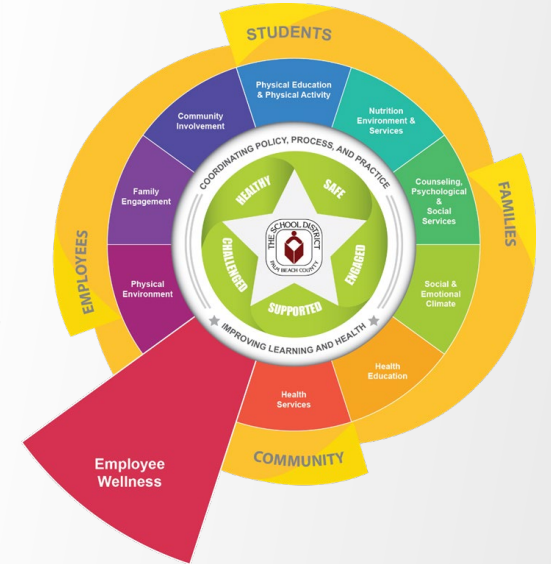 STUDENTS
Physical Education
& Physical Activity
Nutrition
Environment &
Services
Counseling,
Psychological
&
Social
Services
Social &
Emotional
Climate
Health
Education
Health
Services
Employee
Wellness
Physical
Environment
Family
Engagement
Community
Involvement
FAMILIES
COMMUNITY
EMPLOYEES
COORDINATING POLICY, PROCESS, AND PRACTICE
IMPROVING LEARNING AND HEALTH
HEALTHY
SAFE
ENGAGED
SUPPORTED
CHALLENGED
THE SCHOOL DISTRICT
PALM BEACH COUNTY